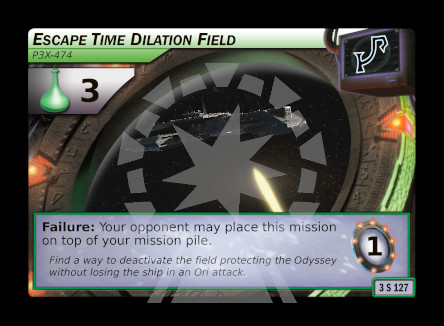 Escape Time Dilation Field
P3X-474
3
Failure: Your opponent may place this mission
on top of your mission pile.
Find a way to deactivate the field protecting the Odyssey
without losing the ship in an Ori attack.
1
3 S 127